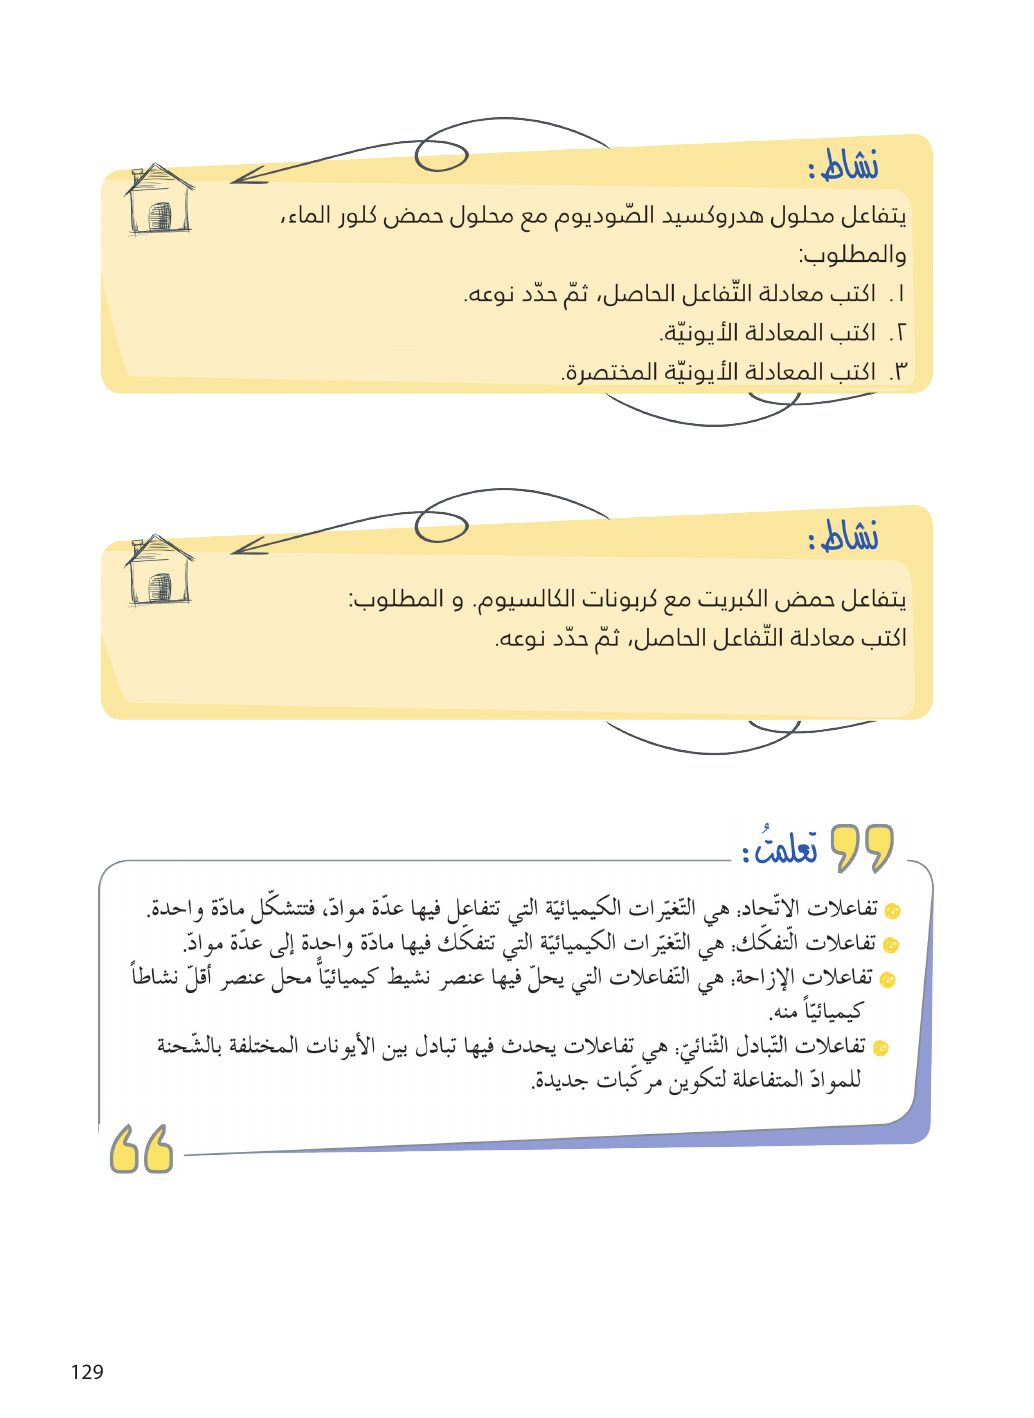 نشاط:
يتفاعل محلول هدروكسيد الصّوديوم مع محلول حمض كلور الماء،
والمطلوب:
١. اكتب معادلة التّفاعل الحاصل، ثمّ حدّد نوعه.
٢. اكتب المعادلة الأيونيّة.
٣. اكتب المعادلة الأيونيّة المختصرة.
نشاط:
يتفاعل حمض الكبريت مع كربونات الكالسيوم. و المطلوب:
اكتب معادلة التّفاعل الحاصل، ثمّ حدّد نوعه.
تعلمتُ:
تفاعلات الاتّحاد: هي التّغيّرات الكيميائيّة التي تتفاعل فيها عدّة موادّ، فتتشكّل مادّة واحدة.
تفاعلات التّفكّك: هي التّغيّرات الكيميائيّة التي تتفكّك فيها مادّة واحدة إلى عدّة موادّ.
تفاعلات الإزاحة: هي التّفاعلات التي يحلّ فيها عنصر نشيط كيميائيّاً محل عنصر أقلّ نشاطاً
كيميائيّاً منه.
تفاعلات التّبادل الثّنائيّ: هي تفاعلات يحدث فيها تبادل بين الأيونات المختلفة بالشّحنة
للموادّ المتفاعلة لتكوين مركّبات جديدة.
129